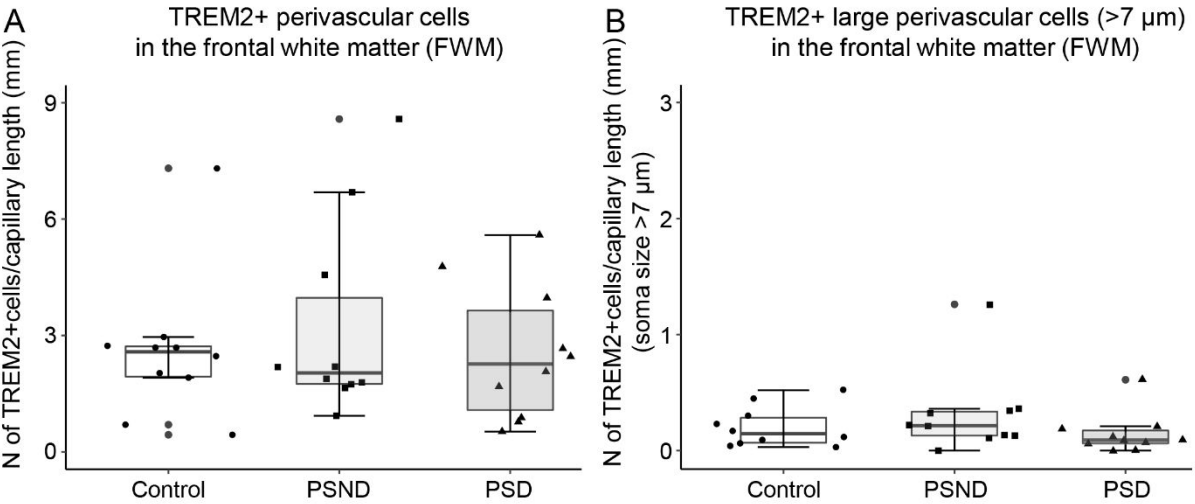 A
TREM2+ perivascular cells
in the frontal white matter (FWM)
N of TREM2+cells/capillary length (mm)
9
6
3
0
Control PSND PSD
B
TREM2+ large perivascular cells (>7 µm)
in the frontal white matter (FWM)
N of TREM2+cells/capillary length (mm)
(soma size >7 µm)
3
2
1
0
Control PSND PSD